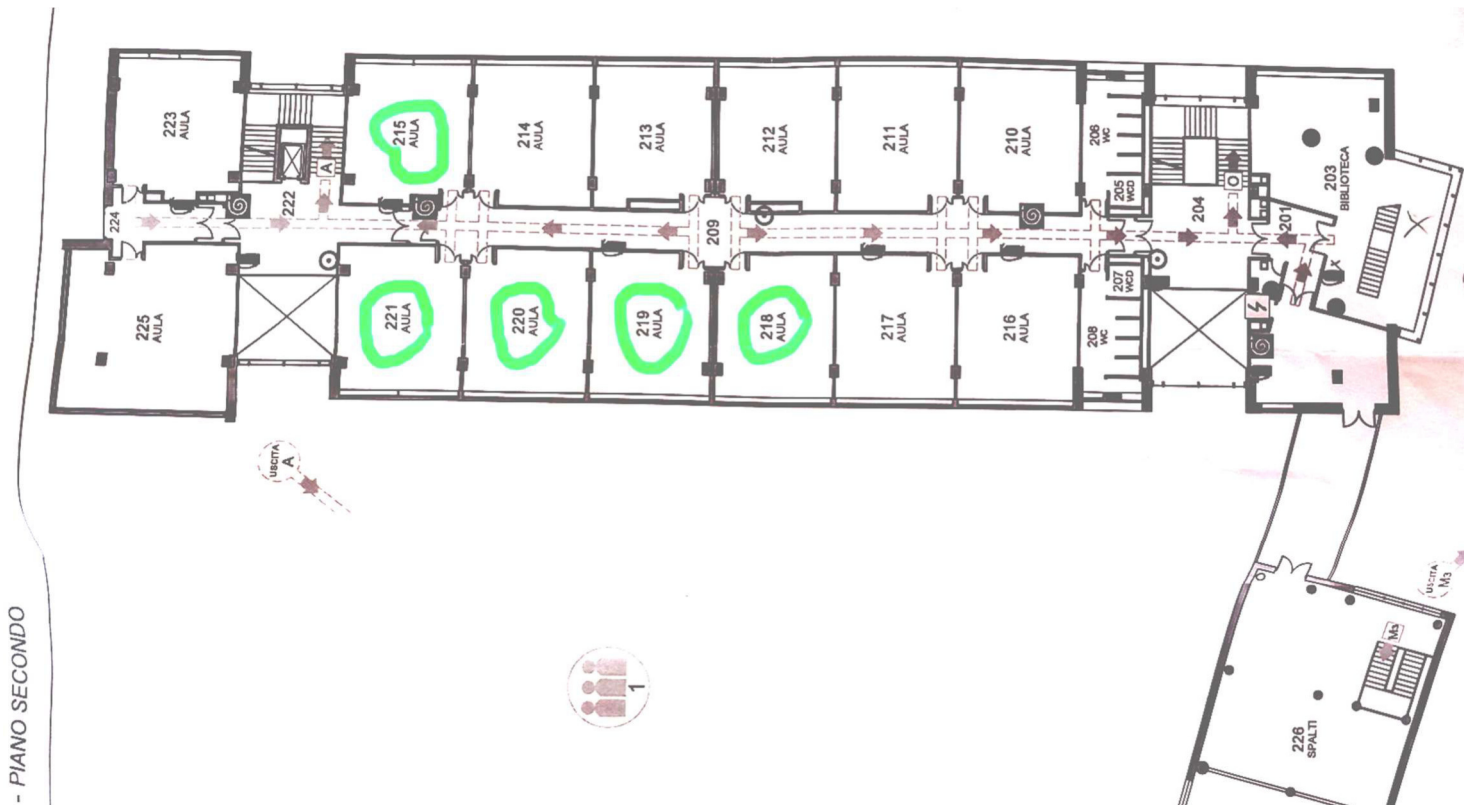 - PIANO SECONDO
223
AULA
215
AULA
214
AULA
213
AULA
212
AULA
211
AULA
210
AULA
206
WC
205
WCD
203
BIBLIOTECA
A
O
224
222
209
204
201
225
AULA
221
AULA
220
AULA
219
AULA
218
AULA
217
AULA
216
AULA
207
WCD
208
WC
USCITA
A
USCITA
M3
M3
1
226
SPALTI